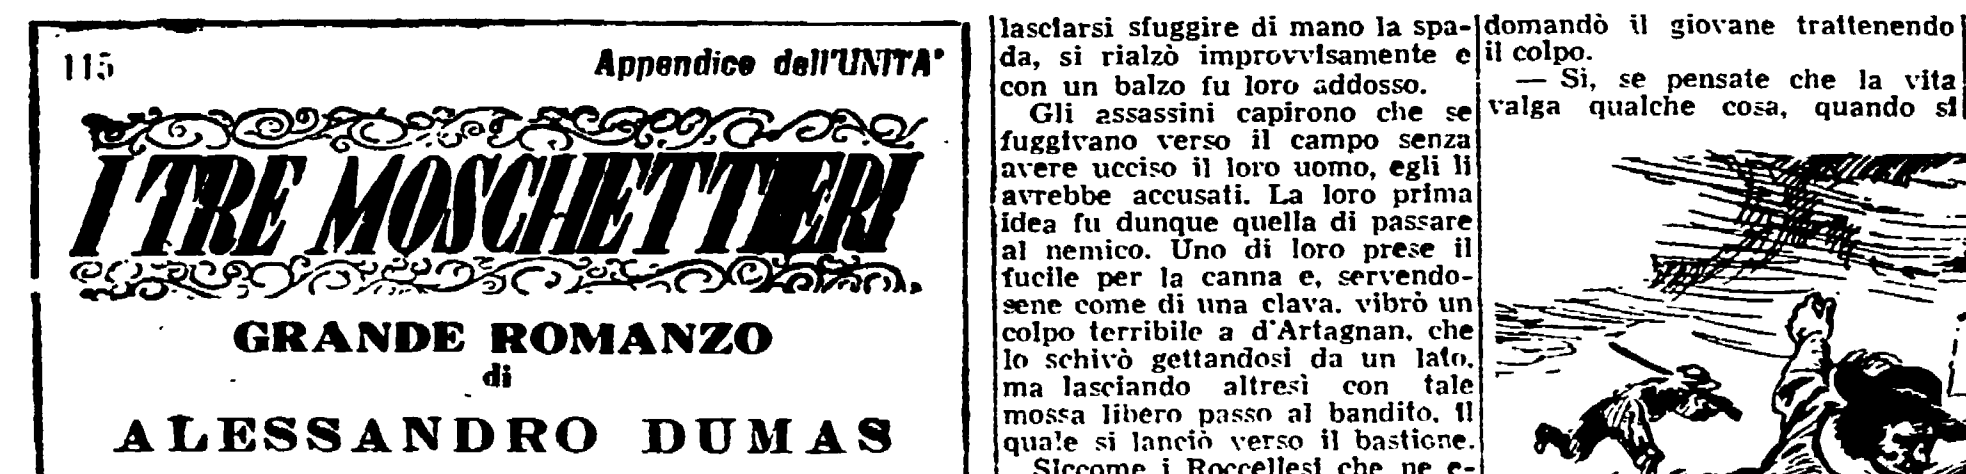 115
Appendice dell'UNITA'
I TRE MOSCHETTIERI
GRANDE ROMANZO
di
ALESSANDRO DUMAS
lasciarsi sfuggire di mano la spa-
da, si rialzò improvvisamente e
con un balzo fu loro addosso.
Gli assassini capirono che se
fuggivano verso il campo senza
avere ucciso il loro uomo, egli li
avrebbe accusati. La loro prima
idea fu dunque quella di passare
al nemico. Uno di loro prese il
fucile per la canna e, servendo-
sene come di una clava, vibrò un
colpo terribile a d'Artagnan, che
lo schivò gettandosi da un lato,
ma lasciando altresì con tale
mossa libero passo al bandito, il
quale si lanciò verso il bastione.
Siccome i Roccellesi che ne e-
domandò il giovane trattenendo
il colpo.
— Sì, se pensate che la vita
valga qualche cosa, quando si